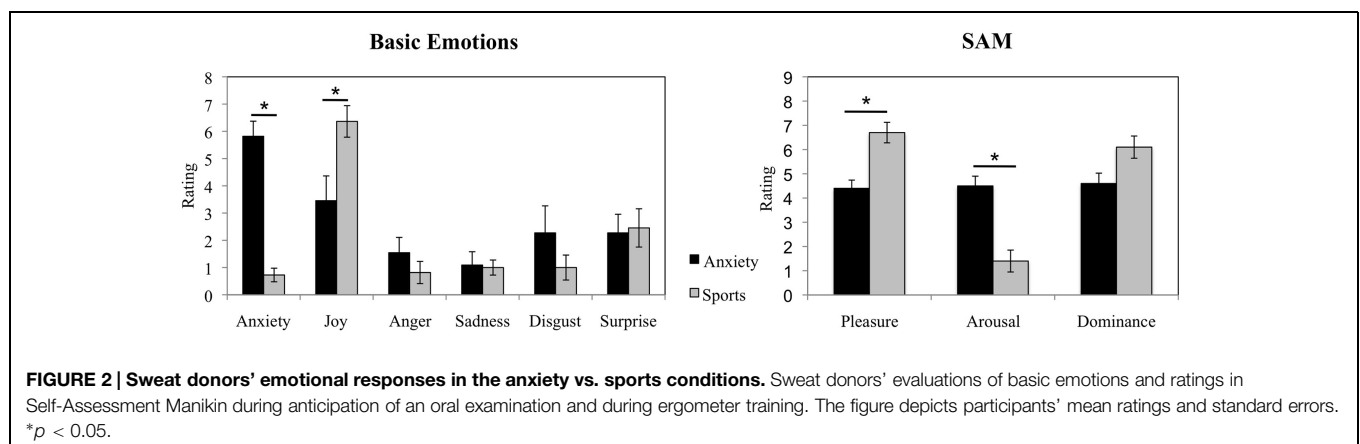 Basic Emotions
8
7
6
5
4
3
2
1
0
Rating
*
*
Anxiety Joy Anger Sadness Disgust Surprise
Anxiety
Sports
SAM
9
8
7
6
5
4
3
2
1
0
Rating
*
*
Pleasure Arousal Dominance
FIGURE 2 | Sweat donors’ emotional responses in the anxiety vs. sports conditions. Sweat donors’ evaluations of basic emotions and ratings in
Self-Assessment Manikin during anticipation of an oral examination and during ergometer training. The figure depicts participants’ mean ratings and standard errors.
*p < 0.05.